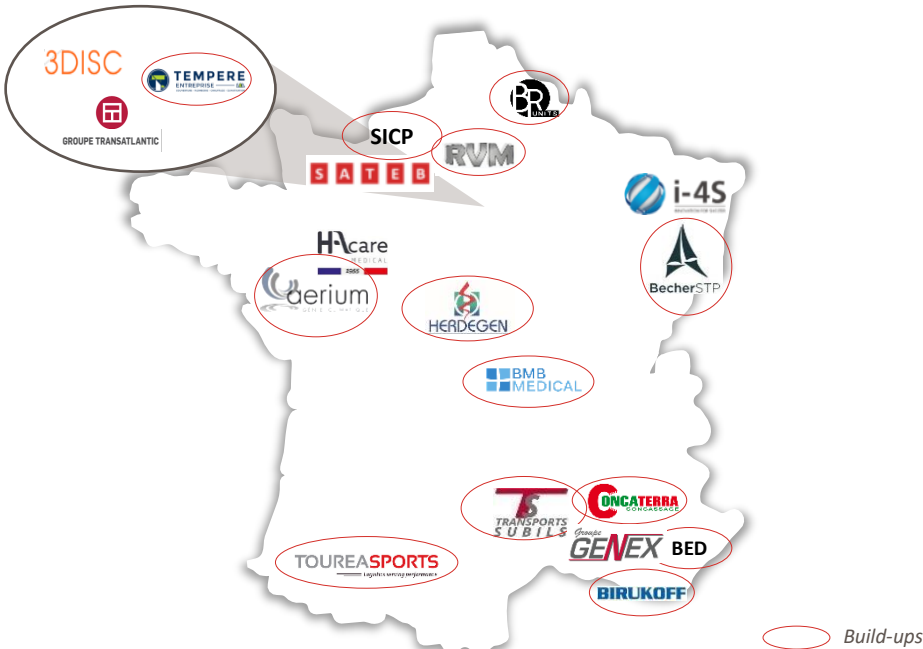 3DISC
TEMPERE
ENTREPRISE
GROUPE TRANSATLANTIC
BR
UNITS
SICP
RVM
SATEB
i-4S
HAcare
MEDICAL
BecherSTP
aerium
HERDEGEN
BMB
MEDICAL
CONCATERRA
CONCASSAGE
TS
TRANSPORTS
SUBILS
Groupe
GENEX
BED
TOUREASPORTS
BIRUKOFF
Build-ups